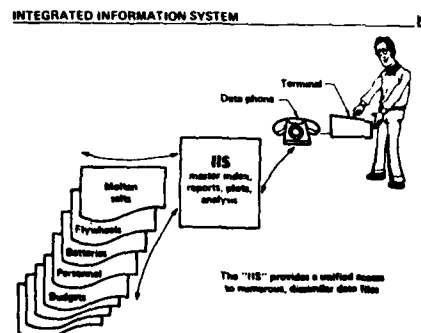 INTEGRATED INFORMATION SYSTEM
Terminal
Data phone
IIS
master index,
reports, plots,
analysis
Molten
salts
Flywheels
Batteries
Personnel
Budgets
The "IIS" provides a unified access
to numerous, dissimilar data files